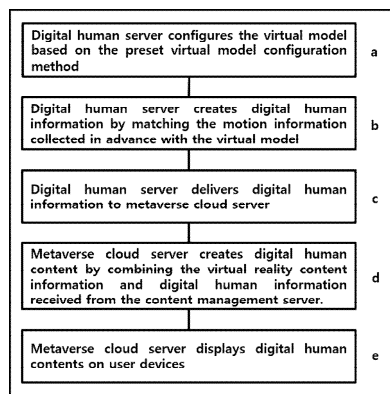 Digital human server configures the virtual model
based on the preset virtual model configuration
method
a
Digital human server creates digital human
information by matching the motion information
collected in advance with the virtual model
b
Digital human server delivers digital human
information to metaverse cloud server
c
Metaverse cloud server creates digital human
content by combining the virtual reality content
information and digital human information
received from the content management server.
d
Metaverse cloud server displays digital human
contents on user devices
e